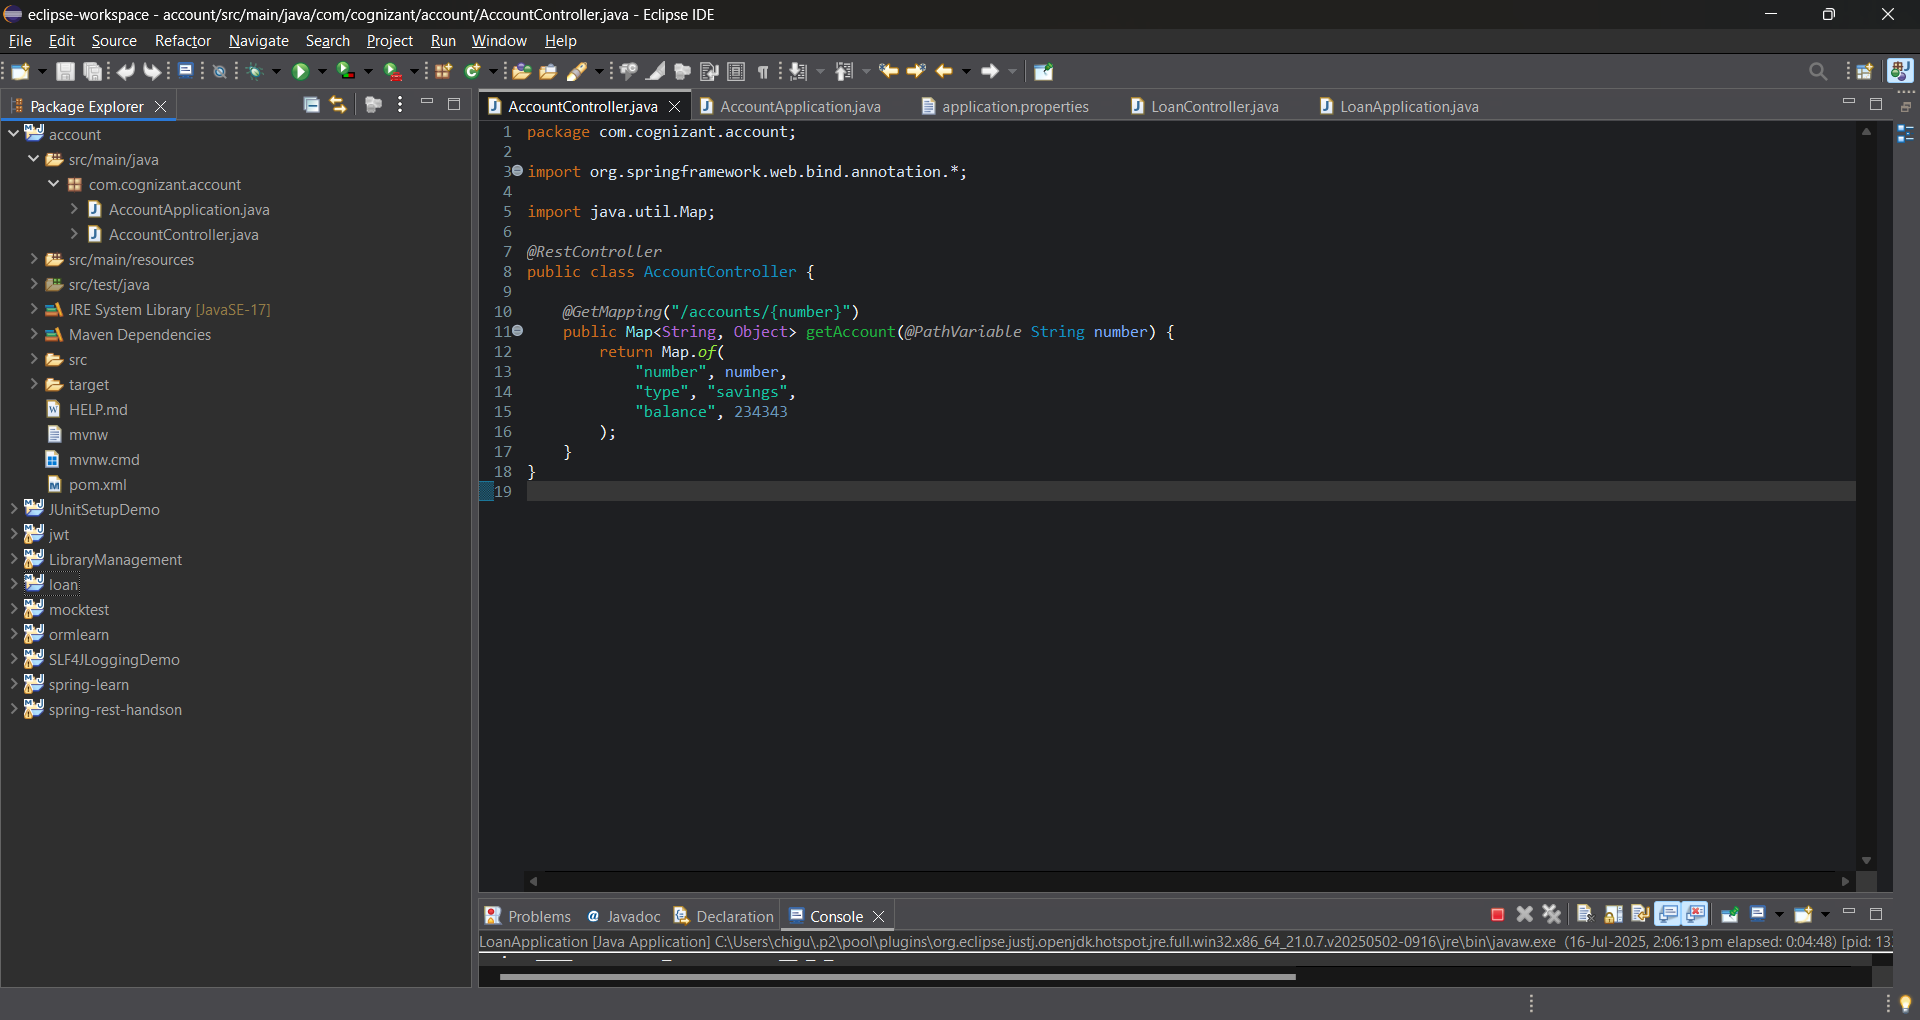 eclipse-workspace - account/src/main/java/com/cognizant/account/AccountController.java - Eclipse IDE
File Edit Source Refactor Navigate Search Project Run Window Help
Package Explorer
account
src/main/java
com.cognizant.account
AccountApplication.java
AccountController.java
src/main/resources
src/test/java
JRE System Library [JavaSE-17]
Maven Dependencies
src
target
HELP.md
mvnw
mvnw.cmd
pom.xml
JUnitSetupDemo
jwt
LibraryManagement
loan
mocktest
ormlearn
SLF4JLoggingDemo
spring-learn
spring-rest-handson
AccountController.java AccountApplication.java application.properties LoanController.java LoanApplication.java
1 package com.cognizant.account;
2
3 import org.springframework.web.bind.annotation.*;
4
5 import java.util.Map;
6
7 @RestController
8 public class AccountController {
9
10 @GetMapping("/accounts/{number}")
11 public Map<String, Object> getAccount(@PathVariable String number) {
12 return Map.of(
13 "number", number,
14 "type", "savings",
15 "balance", 234343
16 );
17 }
18 }
19
Problems @ Javadoc Declaration Console
LoanApplication [Java Application] C:\Users\chigu\.p2\pool\plugins\org.eclipse.justj.openjdk.hotspot.jre.full.win32.x86_64_21.0.7.v20250502-0916\jre\bin\javaw.exe (16-Jul-2025, 2:06:13 pm elapsed: 0:04:48) [pid: